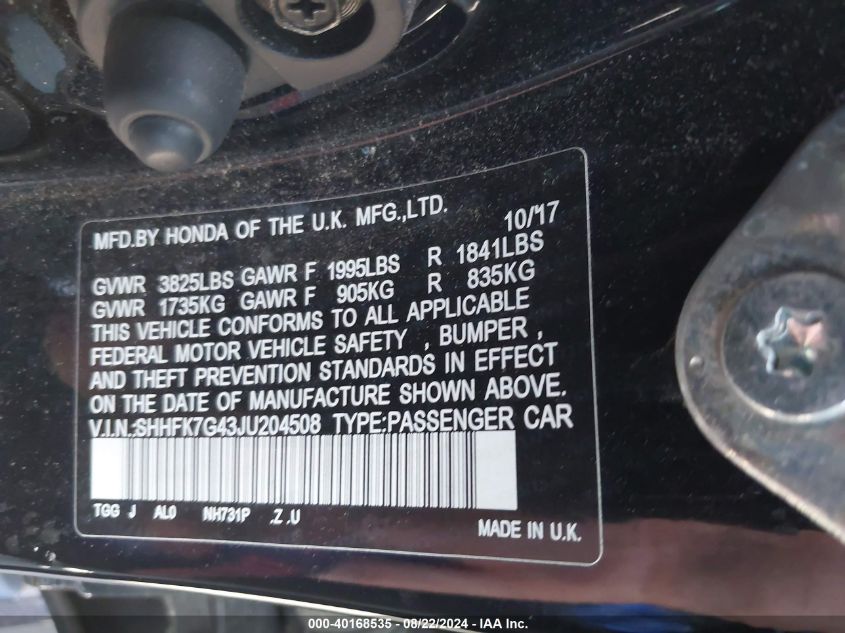 MFD.BY HONDA OF THE U.K. MFG.,LTD. 10/17
GVWR 3825LBS GAWR F 1995LBS R 1841LBS
GVWR 1735KG GAWR F 905KG R 835KG
THIS VEHICLE CONFORMS TO ALL APPLICABLE
FEDERAL MOTOR VEHICLE SAFETY , BUMPER ,
AND THEFT PREVENTION STANDARDS IN EFFECT
ON THE DATE OF MANUFACTURE SHOWN ABOVE.
V.I.N.:SHHFK7G43JU204508 TYPE:PASSENGER CAR
TGG J AL0 NH731P .Z .U
MADE IN U.K.
000-40168535 - 08/22/2024 - IAA Inc.